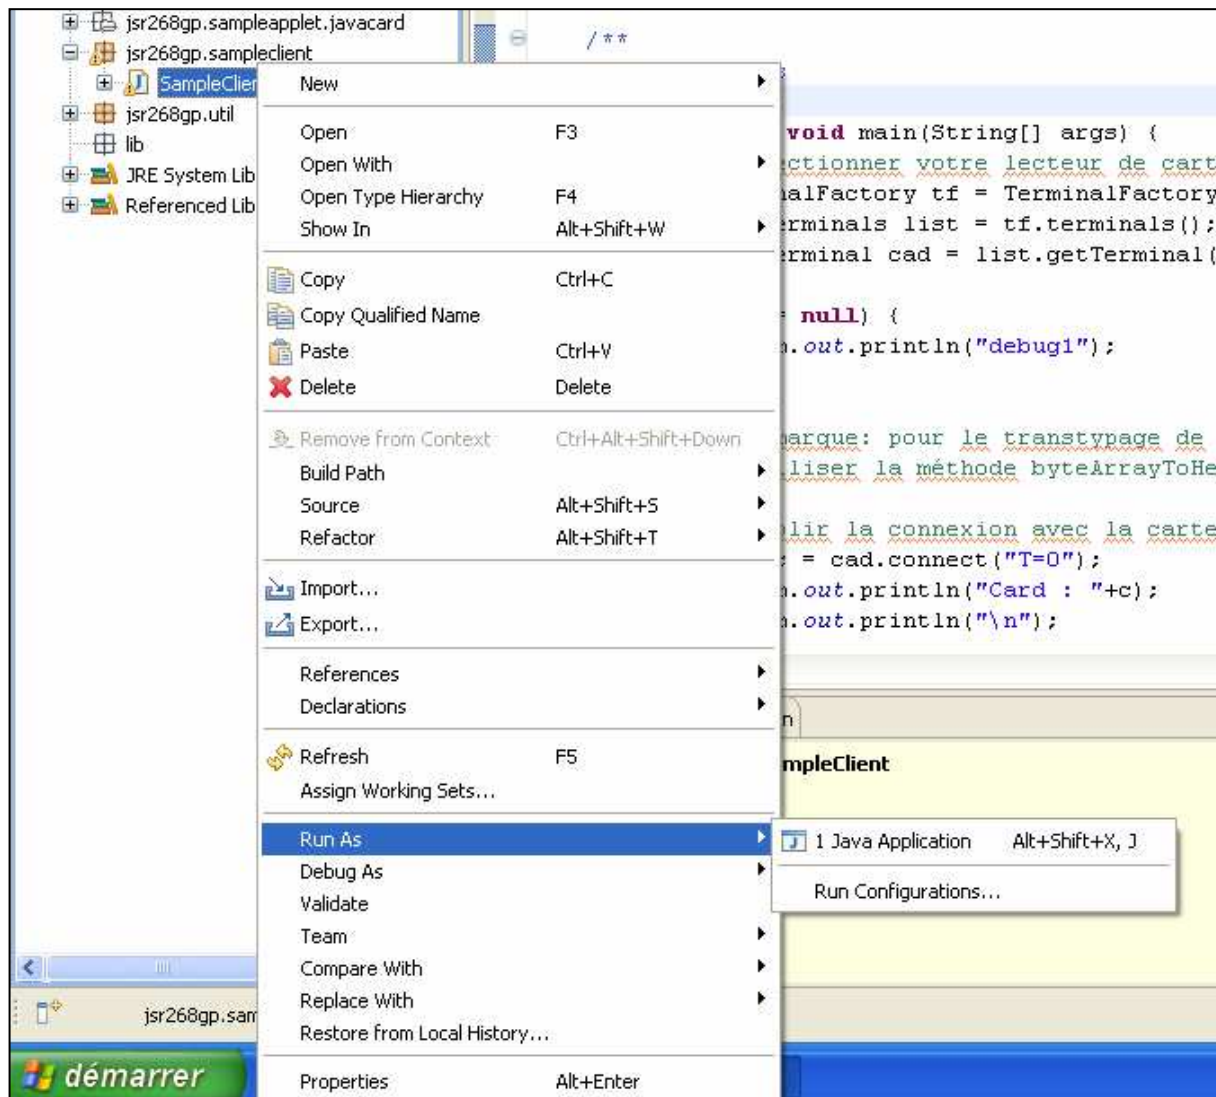 jsr268gp.sampleapplet.javacard
jsr268gp.sampleclient
SampleClien
jsr268gp.util
lib
JRE System Lib
Referenced Lib
New
Open F3
Open With
Open Type Hierarchy F4
Show In Alt+Shift+W
Copy Ctrl+C
Copy Qualified Name
Paste Ctrl+V
Delete Delete
Remove from Context Ctrl+Alt+Shift+Down
Build Path
Source Alt+Shift+S
Refactor Alt+Shift+T
Import...
Export...
References
Declarations
Refresh F5
Assign Working Sets...
Run As
Debug As
Validate
Team
Compare With
Replace With
Restore from Local History...
Properties Alt+Enter
1 Java Application Alt+Shift+X, J
Run Configurations...
/**
void main(String[] args) {
ectionner votre lecteur de cart
alFactory tf = TerminalFactory
rminals list = tf.terminals();
erminal cad = list.getTerminal(
null) {
.out.println("debug1");
arque: pour le transtypage de
liser la méthode byteArrayToHe
lir la connexion avec la carte
= cad.connect("T=0");
.out.println("Card : "+c);
.out.println("\n");
n
mpleClient
jsr268gp.sam
démarrer